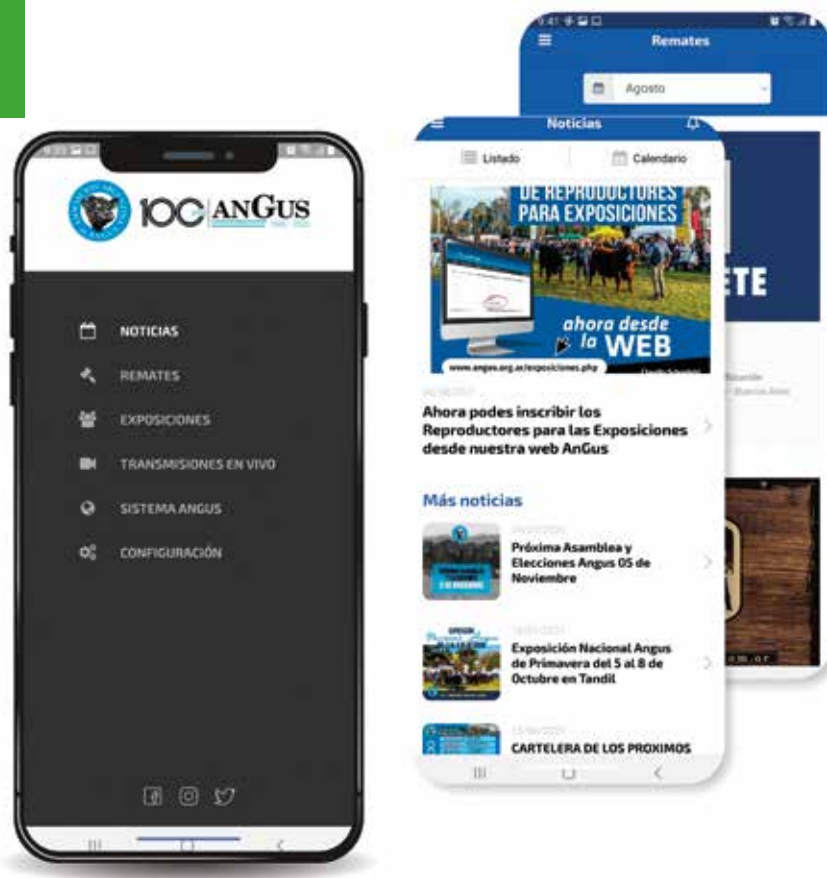 100 ANGUS
NOTICIAS
REMATES
EXPOSICIONES
TRANSMISIONES EN VIVO
SISTEMA ANGUS
CONFIGURACIÓN
Noticias
Listado
Calendario
DE REPRODUCTORES
PARA EXPOSICIONES
ahora desde
la WEB
www.angus.org.ar/exposiciones.php
Ahora podes inscribir los
Reproductores para las Exposiciones
desde nuestra web AnGus
Más noticias
Próxima Asamblea y
Elecciones Angus 05 de
Noviembre
Exposición Nacional Angus
de Primavera del 5 al 8 de
Octubre en Tandil
CARTELERA DE LOS PROXIMOS
9:41
Remates
Agosto
ETE